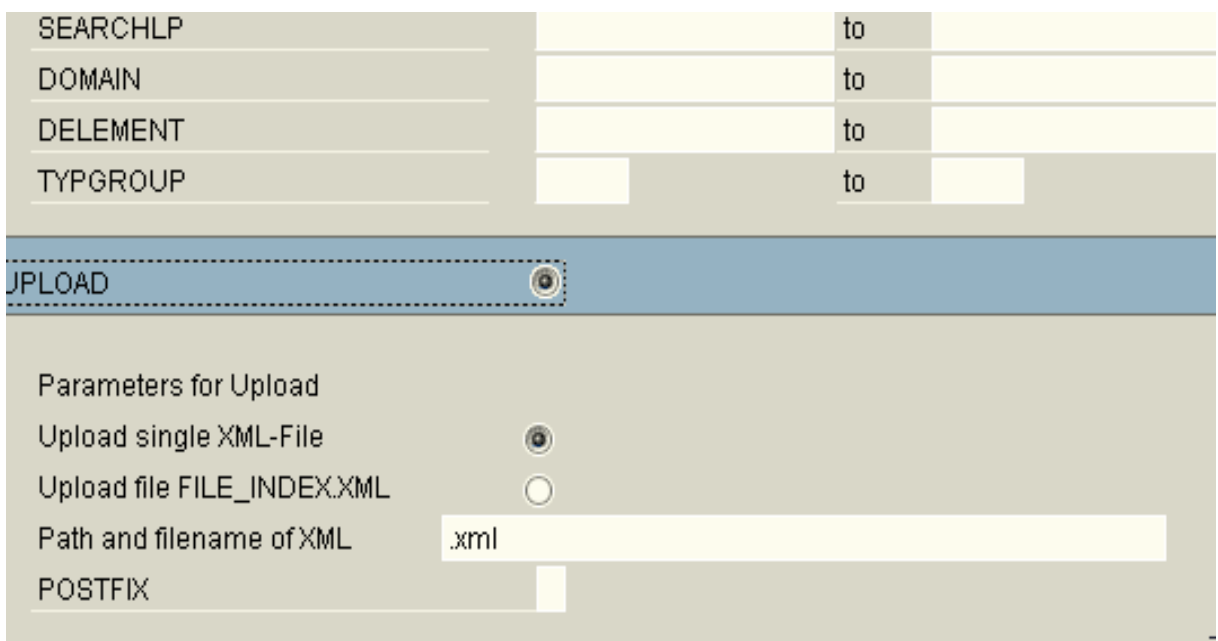 SEARCHLP to
DOMAIN to
DELEMENT to
TYPGROUP to
UPLOAD
Parameters for Upload
Upload single XML-File
Upload file FILE_INDEX.XML
Path and filename of XML .xml
POSTFIX